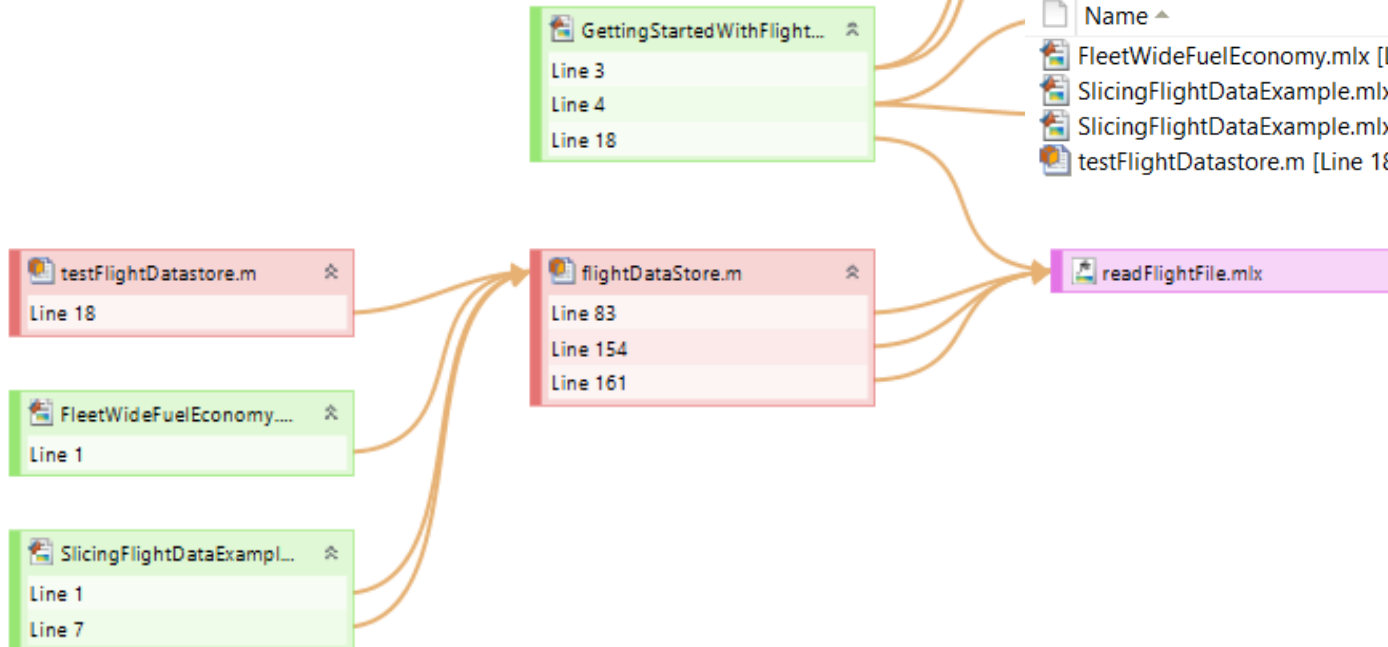 GettingStartedWithFlight...
Line 3
Line 4
Line 18
Name
FleetWideFuelEconomy.mlx [
SlicingFlightDataExample.mlx
SlicingFlightDataExample.mlx
testFlightDatastore.m [Line 18
testFlightDatastore.m
Line 18
flightDataStore.m
Line 83
Line 154
Line 161
readFlightFile.mlx
FleetWideFuelEconomy....
Line 1
SlicingFlightDataExampl...
Line 1
Line 7